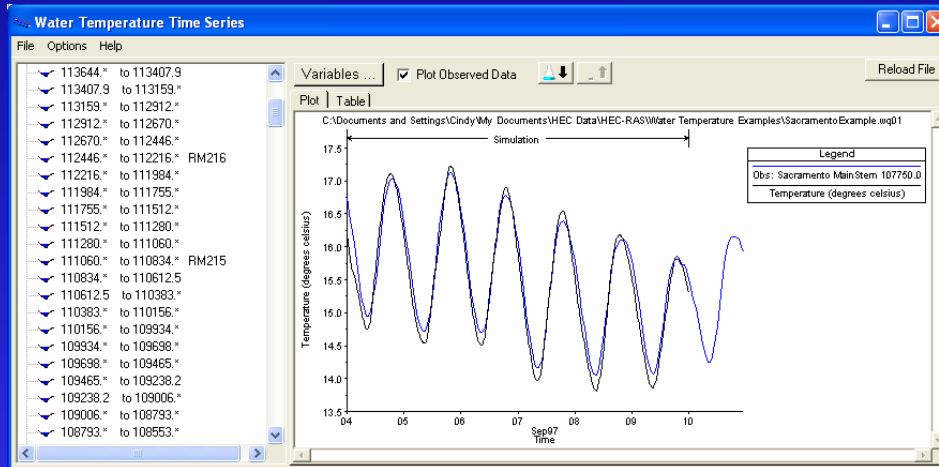 Water Temperature Time Series
File Options Help
113644.* to 113407.9
113407.9 to 113159.*
113159.* to 112912.*
112912.* to 112670.*
112670.* to 112446.*
112446.* to 112216.* RM216
112216.* to 111984.*
111984.* to 111755.*
111755.* to 111512.*
111512.* to 111280.*
111280.* to 111060.*
111060.* to 110834.* RM215
110834.* to 110612.5
110612.5 to 110383.*
110383.* to 110156.*
110156.* to 109934.*
109934.* to 109698.*
109698.* to 109465.*
109465.* to 109238.2
109238.2 to 109006.*
109006.* to 108793.*
108793.* to 108553.*
Variables ...
Plot Observed Data
Reload File
Plot Table
C:\Documents and Settings\Cindy\My Documents\HEC Data\HEC-RAS\Water Temperature Examples\SacramentoExample.wq01
Simulation
Legend
Obs: Sacramento MainStem 107750.0
Temperature (degrees celsius)
Temperature (degrees celsius)
17.5
17.0
16.5
16.0
15.5
15.0
14.5
14.0
13.5
04 05 06 07 08 09 10
Sep97
Time